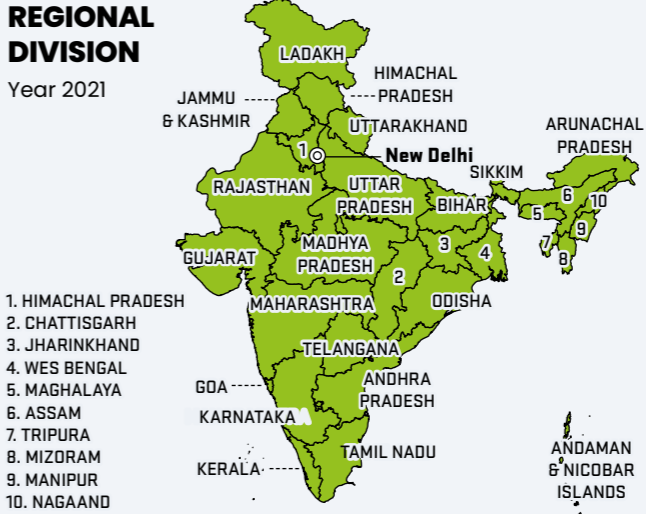 REGIONAL
DIVISION
Year 2021
LADAKH
HIMACHAL
PRADESH
JAMMU
& KASHMIR
UTTARAKHAND
ARUNACHAL
PRADESH
1
New Delhi
SIKKIM
RAJASTHAN
UTTAR
PRADESH
BIHAR
6
10
5
9
7
8
GUJARAT
MADHYA
PRADESH
3
4
2
MAHARASHTRA
ODISHA
TELANGANA
GOA
ANDHRA
PRADESH
KARNATAKA
TAMIL NADU
KERALA
ANDAMAN
& NICOBAR
ISLANDS
1. HIMACHAL PRADESH
2. CHATTISGARH
3. JHARINKHAND
4. WES BENGAL
5. MAGHALAYA
6. ASSAM
7. TRIPURA
8. MIZORAM
9. MANIPUR
10. NAGAAND